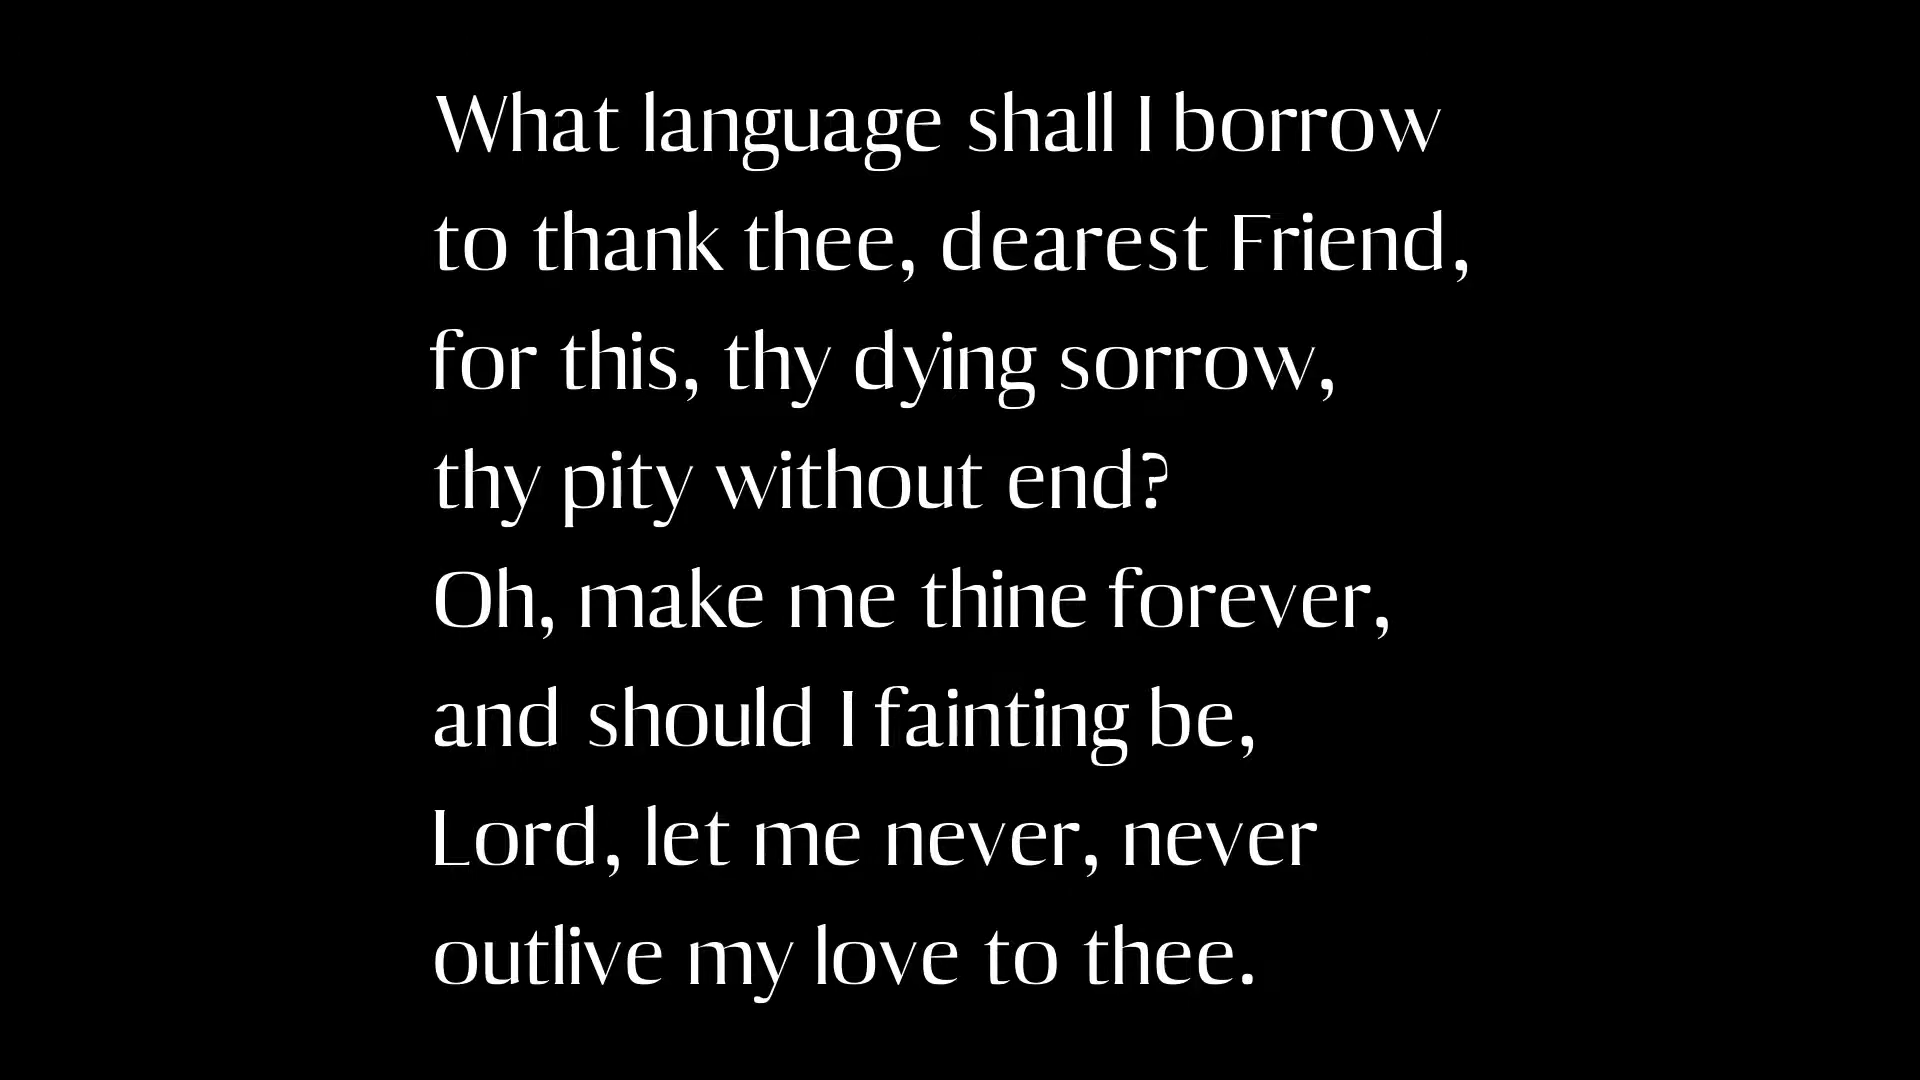 What language shall I borrow
to thank thee, dearest Friend,
for this, thy dying sorrow,
thy pity without end?
Oh, make me thine forever,
and should I fainting be,
Lord, let me never, never
outlive my love to thee.